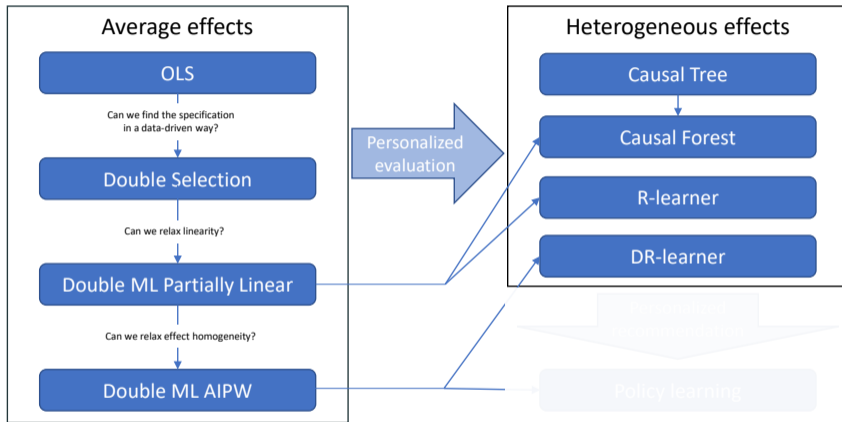 Average effects
OLS
Can we find the specification
in a data-driven way?
Double Selection
Can we relax linearity?
Double ML Partially Linear
Can we relax effect homogeneity?
Double ML AIPW
Personalized
evaluation
Heterogeneous effects
Causal Tree
Causal Forest
R-learner
DR-learner
Policy learning